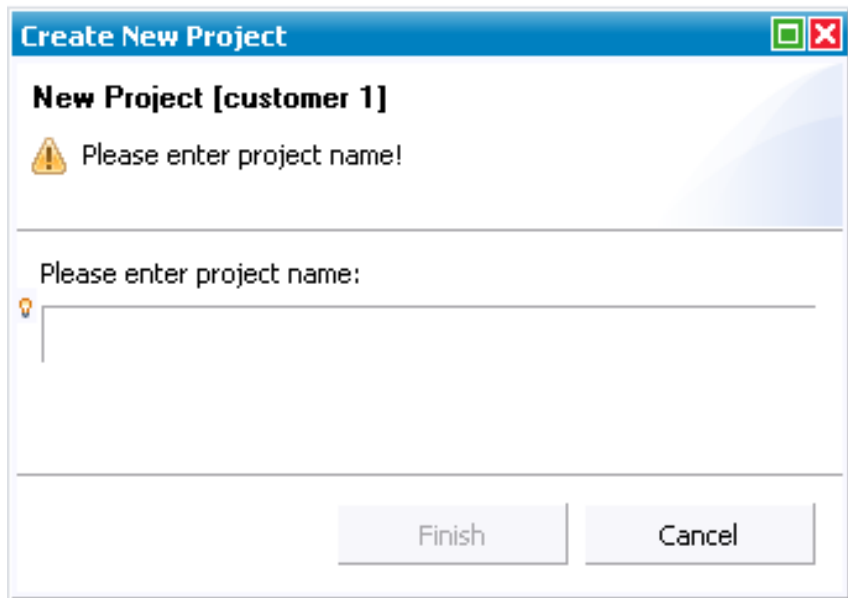 Create New Project
New Project [customer 1]
Please enter project name!
Please enter project name:
Finish
Cancel